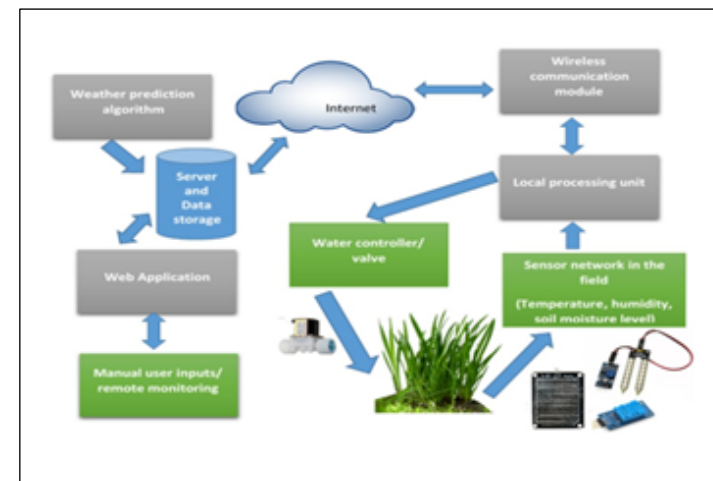 Weather prediction
algorithm
Internet
Wireless
communication
module
Server
and
Data
storage
Local processing unit
Water controller/
valve
Web Application
Sensor network in the
field
(Temperature, humidity,
soil moisture level)
Manual user inputs/
remote monitoring